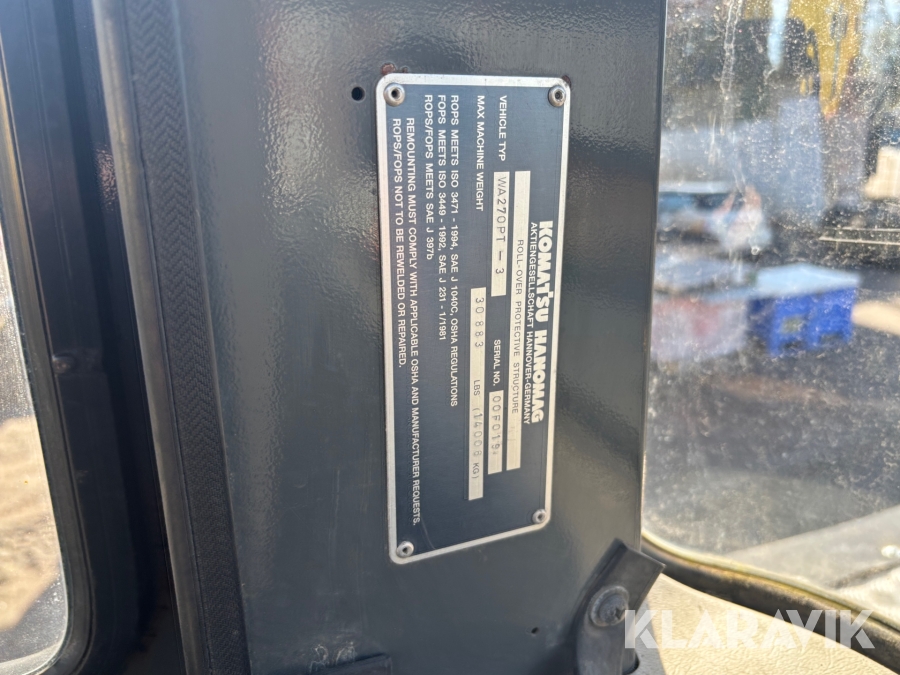 KOMATSU HANOMAG
AKTIENGESELLSCHAFT HANNOVER-GERMANY
ROLL-OVER PROTECTIVE STRUCTURE
VEHICLE TYP WA270PT-3 SERIAL NO.
MAX MACHINE WEIGHT 30883 LBS (14008 KG)
ROPS MEETS ISO 3471 - 1994, SAE J 1040C, OSHA REGULATIONS
FOPS MEETS ISO 3449 - 1992, SAE J 231 - 1/1981
ROPS/FOPS MEETS SAE J 397b
REMOUNTING MUST COMPLY WITH APPLICABLE OSHA AND MANUFACTURER REQUESTS.
ROPS/FOPS NOT TO BE REWELDED OR REPAIRED.
KLARAVIK